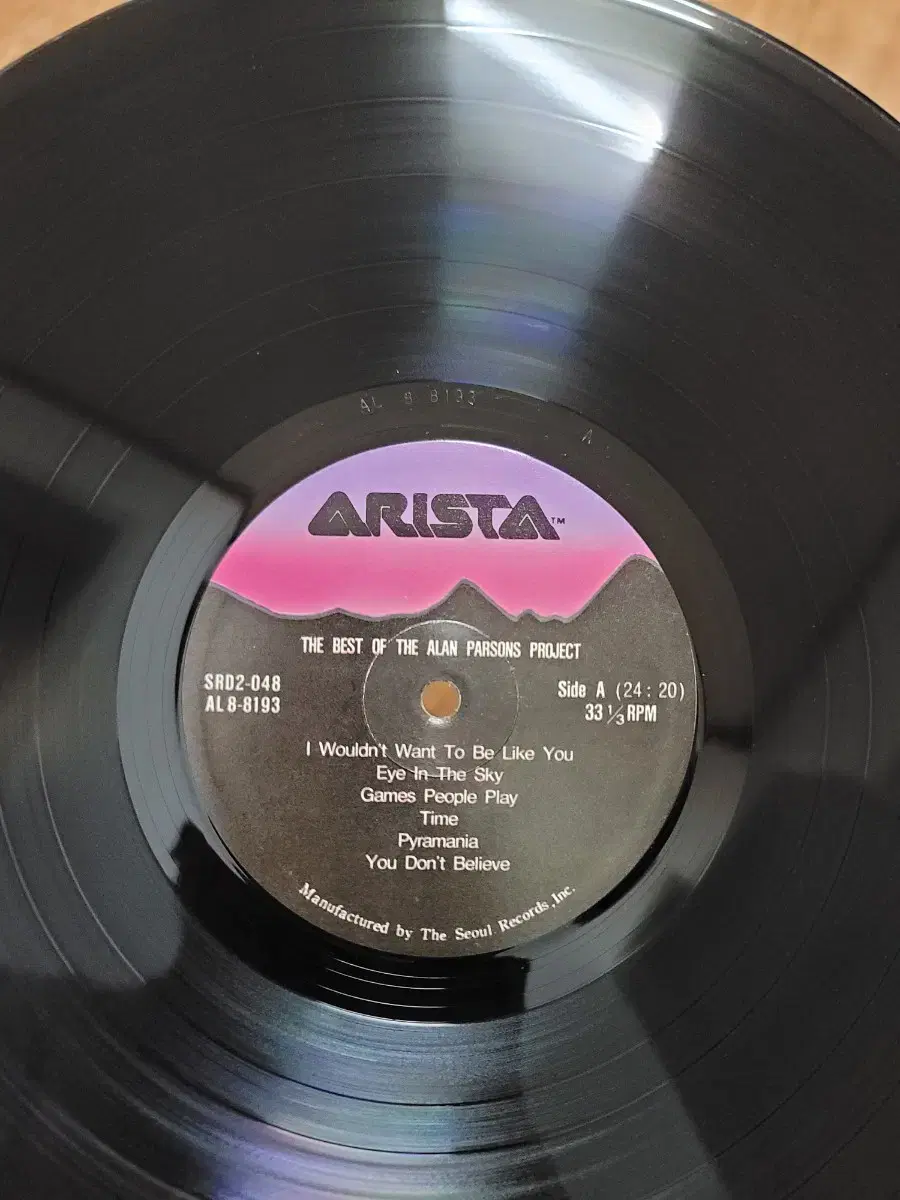 AL 8 8193 A
ARISTA™
THE BEST OF THE ALAN PARSONS PROJECT
SRD2-048
AL 8-8193
Side A (24 : 20)
33 ⅓ RPM
I Wouldn't Want To Be Like You
Eye In The Sky
Games People Play
Time
Pyramania
You Don't Believe
Manufactured by The Seoul Records, Inc.